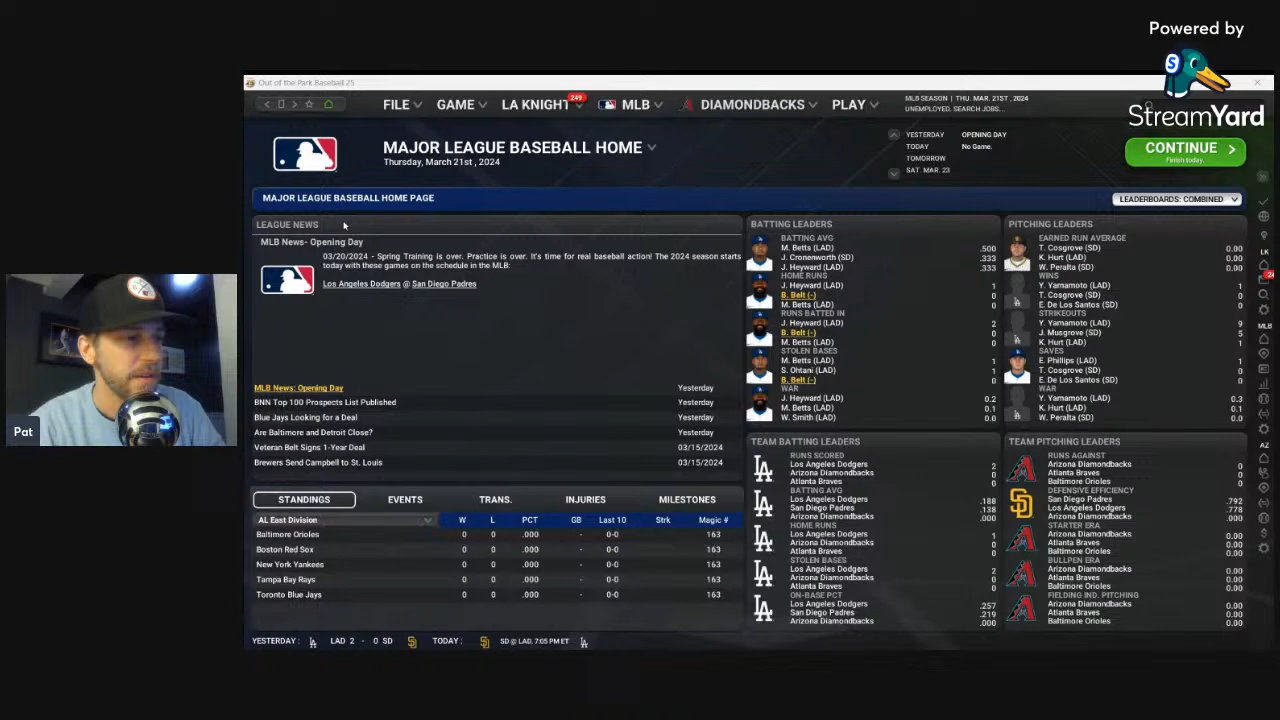 Powered by
StreamYard
Out of the Park Baseball 25
FILE
GAME
LA KNIGHT
249
MLB
DIAMONDBACKS
PLAY
MLB SEASON | THU. MAR. 21ST, 2024
UNEMPLOYED. SEARCH JOBS...
MAJOR LEAGUE BASEBALL HOME
Thursday, March 21st, 2024
YESTERDAY OPENING DAY
TODAY No Game.
TOMORROW
SAT. MAR. 23
CONTINUE
Finish today.
MAJOR LEAGUE BASEBALL HOME PAGE
LEADERBOARDS: COMBINED
LEAGUE NEWS
MLB News- Opening Day
03/20/2024 - Spring Training is over. Practice is over. It's time for real baseball action! The 2024 season starts
today with these games on the schedule in the MLB:
Los Angeles Dodgers @ San Diego Padres
MLB News: Opening Day Yesterday
BNN Top 100 Prospects List Published Yesterday
Blue Jays Looking for a Deal Yesterday
Are Baltimore and Detroit Close? Yesterday
Veteran Belt Signs 1-Year Deal 03/15/2024
Brewers Send Campbell to St. Louis 03/15/2024
STANDINGS EVENTS TRANS. INJURIES MILESTONES
AL East Division W L PCT GB Last 10 Strk Magic #
Baltimore Orioles 0 0 .000 - 0-0 163
Boston Red Sox 0 0 .000 - 0-0 163
New York Yankees 0 0 .000 - 0-0 163
Tampa Bay Rays 0 0 .000 - 0-0 163
Toronto Blue Jays 0 0 .000 - 0-0 163
BATTING LEADERS
BATTING AVG
M. Betts (LAD) .500
J. Cronenworth (SD) .333
J. Heyward (LAD) .333
HOME RUNS
J. Heyward (LAD) 1
B. Belt (-) 0
M. Betts (LAD) 0
RUNS BATTED IN
J. Heyward (LAD) 2
B. Belt (-) 0
M. Betts (LAD) 0
STOLEN BASES
M. Betts (LAD) 1
S. Ohtani (LAD) 1
B. Belt (-) 0
WAR
J. Heyward (LAD) 0.2
M. Betts (LAD) 0.1
W. Smith (LAD) 0.0
PITCHING LEADERS
EARNED RUN AVERAGE
T. Cosgrove (SD) 0.00
K. Hurt (LAD) 0.00
W. Peralta (SD) 0.00
WINS
Y. Yamamoto (LAD) 1
T. Cosgrove (SD) 0
E. De Los Santos (SD) 0
STRIKEOUTS
Y. Yamamoto (LAD) 9
J. Musgrove (SD) 5
K. Hurt (LAD) 1
SAVES
E. Phillips (LAD) 1
T. Cosgrove (SD) 0
E. De Los Santos (SD) 0
WAR
Y. Yamamoto (LAD) 0.3
K. Hurt (LAD) 0.1
W. Peralta (SD) 0.0
TEAM BATTING LEADERS
RUNS SCORED
Los Angeles Dodgers 2
Arizona Diamondbacks 0
Atlanta Braves 0
BATTING AVG
Los Angeles Dodgers .188
San Diego Padres .138
Arizona Diamondbacks .000
HOME RUNS
Los Angeles Dodgers 1
Arizona Diamondbacks 0
Atlanta Braves 0
STOLEN BASES
Los Angeles Dodgers 2
Arizona Diamondbacks 0
Atlanta Braves 0
ON-BASE PCT
Los Angeles Dodgers .257
San Diego Padres .219
Arizona Diamondbacks .000
TEAM PITCHING LEADERS
RUNS AGAINST
Arizona Diamondbacks 0
Atlanta Braves 0
Baltimore Orioles 0
DEFENSIVE EFFICIENCY
San Diego Padres .792
Los Angeles Dodgers .778
Arizona Diamondbacks .000
STARTER ERA
Arizona Diamondbacks 0.00
Atlanta Braves 0.00
Baltimore Orioles 0.00
BULLPEN ERA
Arizona Diamondbacks 0.00
Atlanta Braves 0.00
Baltimore Orioles 0.00
FIELDING IND. PITCHING
Arizona Diamondbacks 0.00
Atlanta Braves 0.00
Baltimore Orioles 0.00
LK
MLB
AZ
YESTERDAY : LAD 2 - 0 SD TODAY : SD @ LAD, 7:05 PM ET
Pat